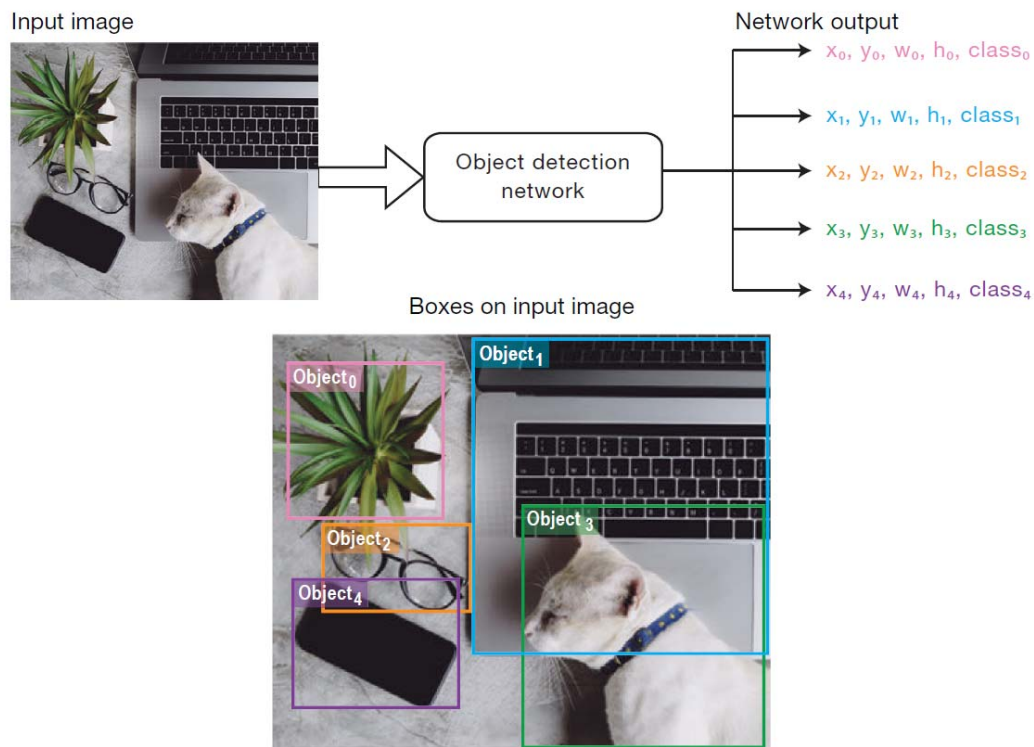 Input image
Network output
x₀, y₀, w₀, h₀, class₀
x₁, y₁, w₁, h₁, class₁
Object detection
network
x₂, y₂, w₂, h₂, class₂
x₃, y₃, w₃, h₃, class₃
x₄, y₄, w₄, h₄, class₄
Boxes on input image
Object₁
Object₀
Object₃
Object₂
Object₄